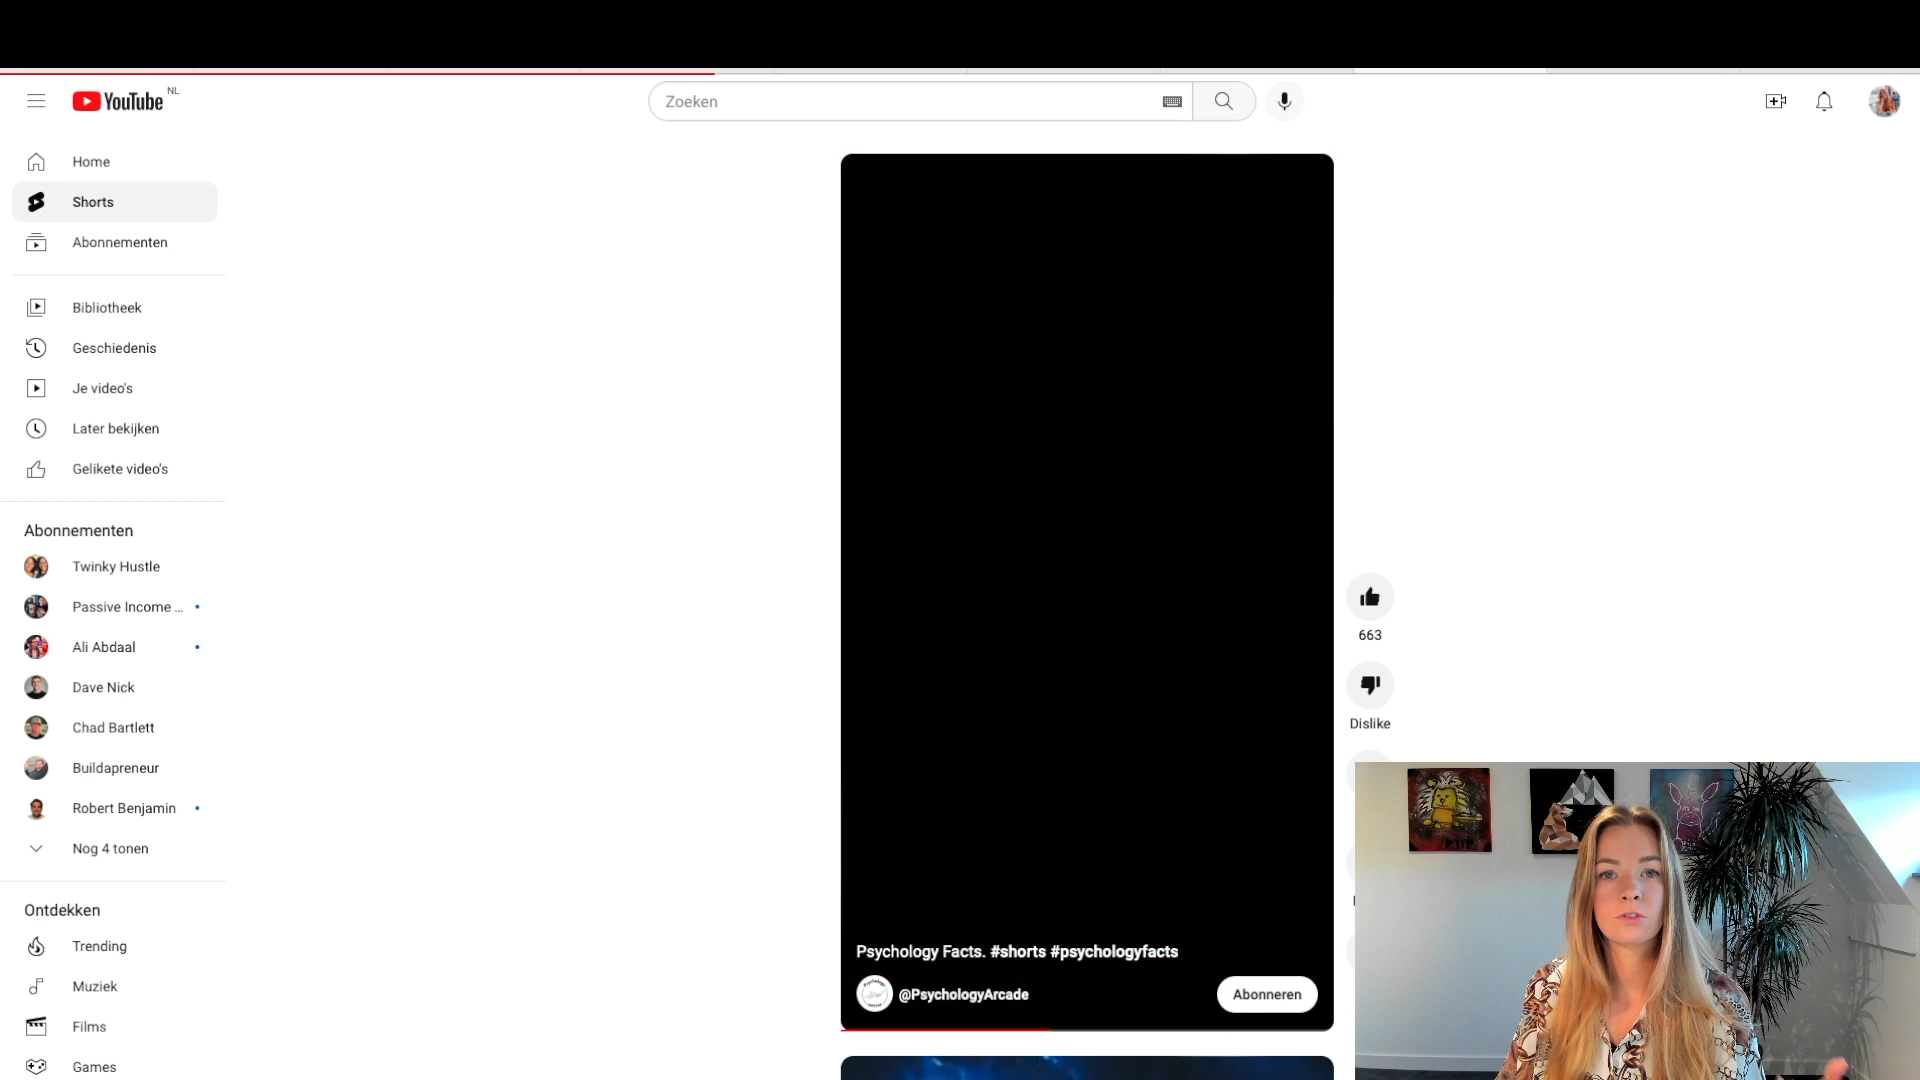 YouTube NL
Zoeken
Home
Shorts
Abonnementen
Bibliotheek
Geschiedenis
Je video's
Later bekijken
Gelikete video's
Abonnementen
Twinky Hustle
Passive Income ...
Ali Abdaal
Dave Nick
Chad Bartlett
Buildapreneur
Robert Benjamin
Nog 4 tonen
Ontdekken
Trending
Muziek
Films
Games
663
Dislike
Psychology Facts. #shorts #psychologyfacts
@PsychologyArcade
Abonneren